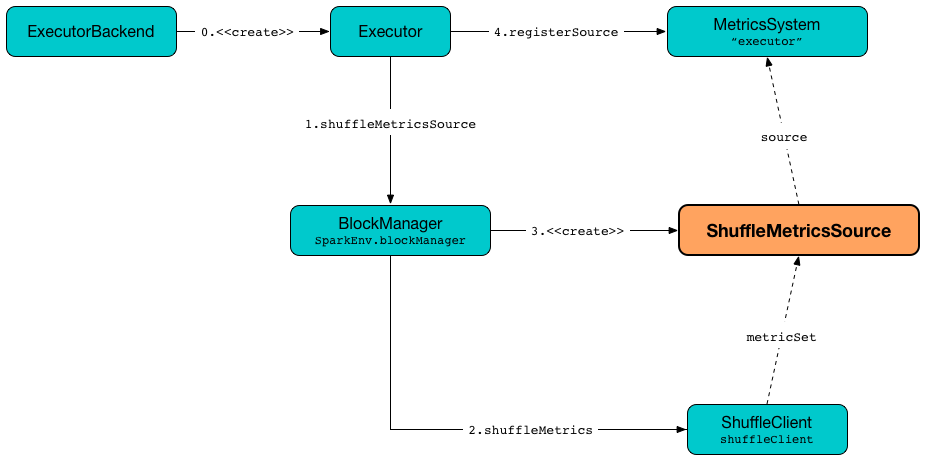 ExecutorBackend
0.<<create>>
Executor
4.registerSource
MetricsSystem
“executor”
1.shuffleMetricsSource
source
BlockManager
SparkEnv.blockManager
3.<<create>>
ShuffleMetricsSource
metricSet
2.shuffleMetrics
ShuffleClient
shuffleClient